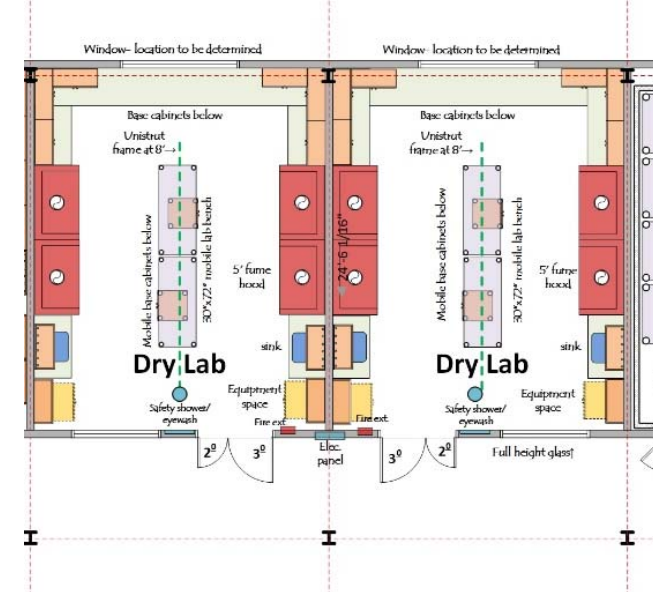 Window- location to be determined
Window- location to be determined
Base cabinets below
Base cabinets below
Unistrut
frame at 8'→
Unistrut
frame at 8'→
Mobile base cabinets below
30"x72" mobile lab bench
24'-6 1/16"
Mobile base cabinets below
30"x72" mobile lab bench
5' fume
hood
5' fume
hood
sink
sink
Dry Lab
Dry Lab
Equipment
space
Equipment
space
Safety shower/
eyewash
Safety shower/
eyewash
Fire ext.
Fire ext.
2º
3º
Elec.
panel
3º
2º
Full height glass↑